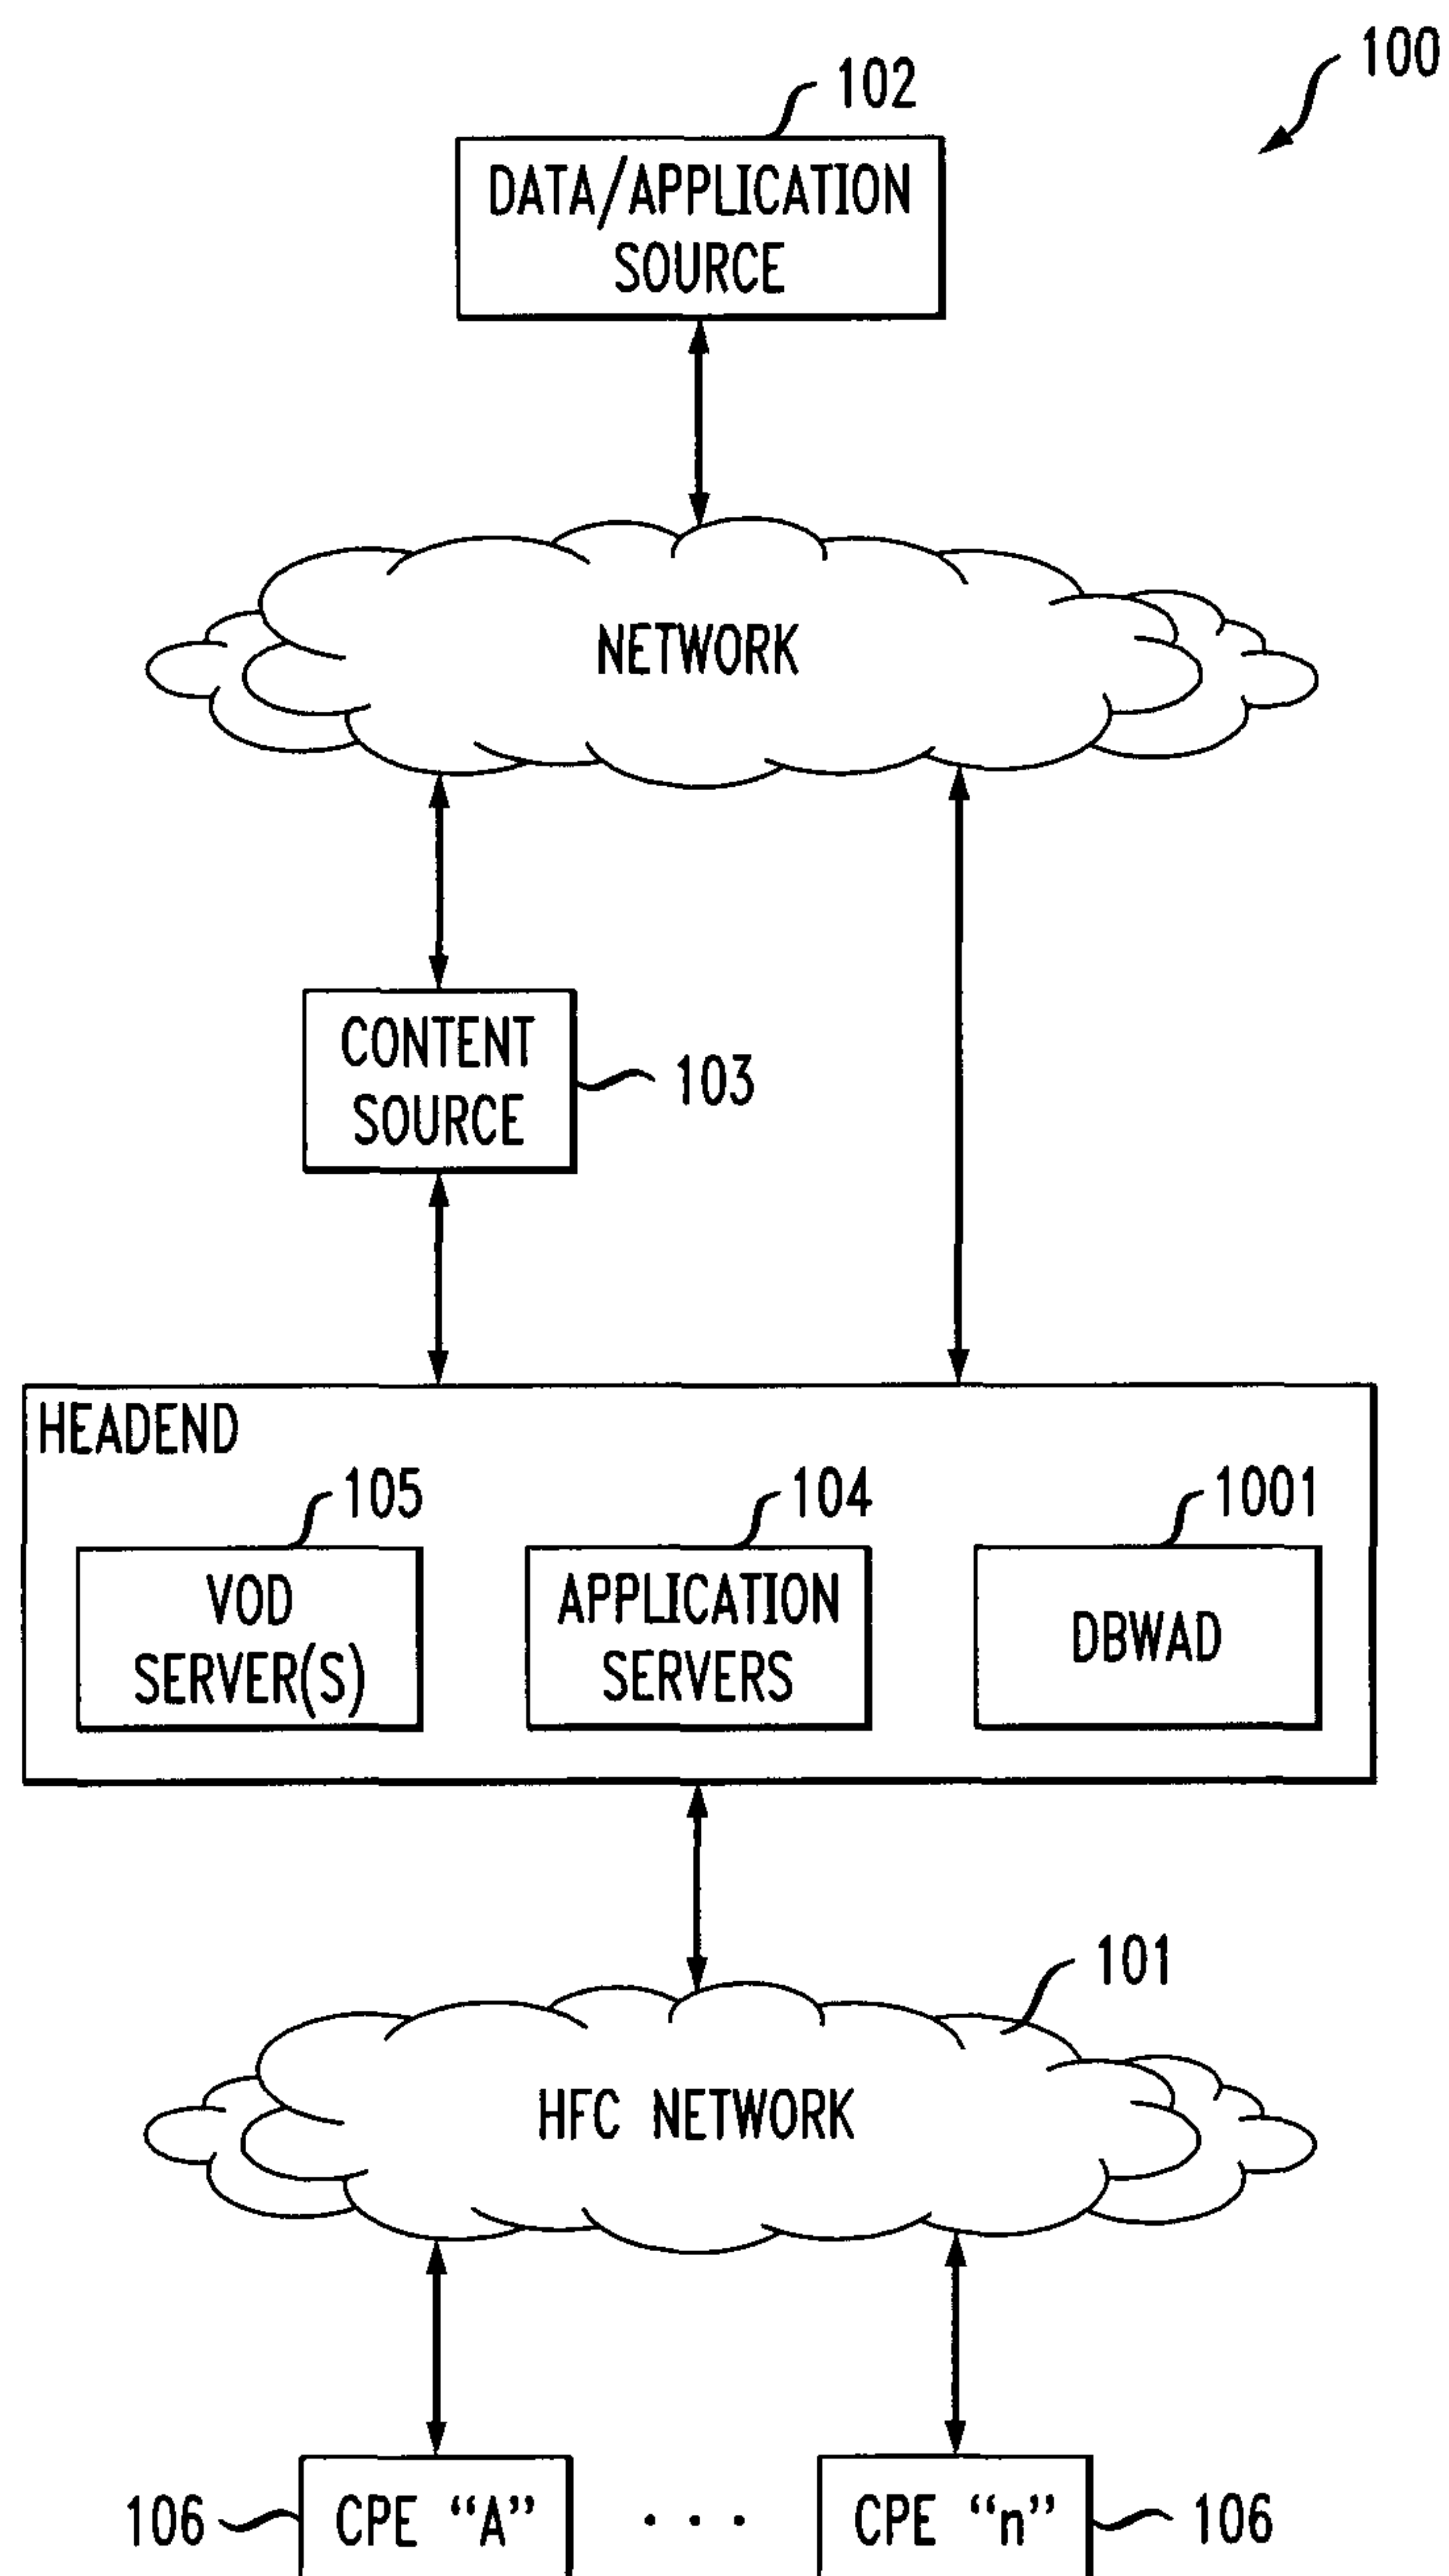 100
102
DATA/APPLICATION
SOURCE
NETWORK
CONTENT
SOURCE
103
HEADEND
105
104
1001
VOD
SERVER(S)
APPLICATION
SERVERS
DBWAD
101
HFC NETWORK
106
CPE “A”
. . .
CPE “n”
106